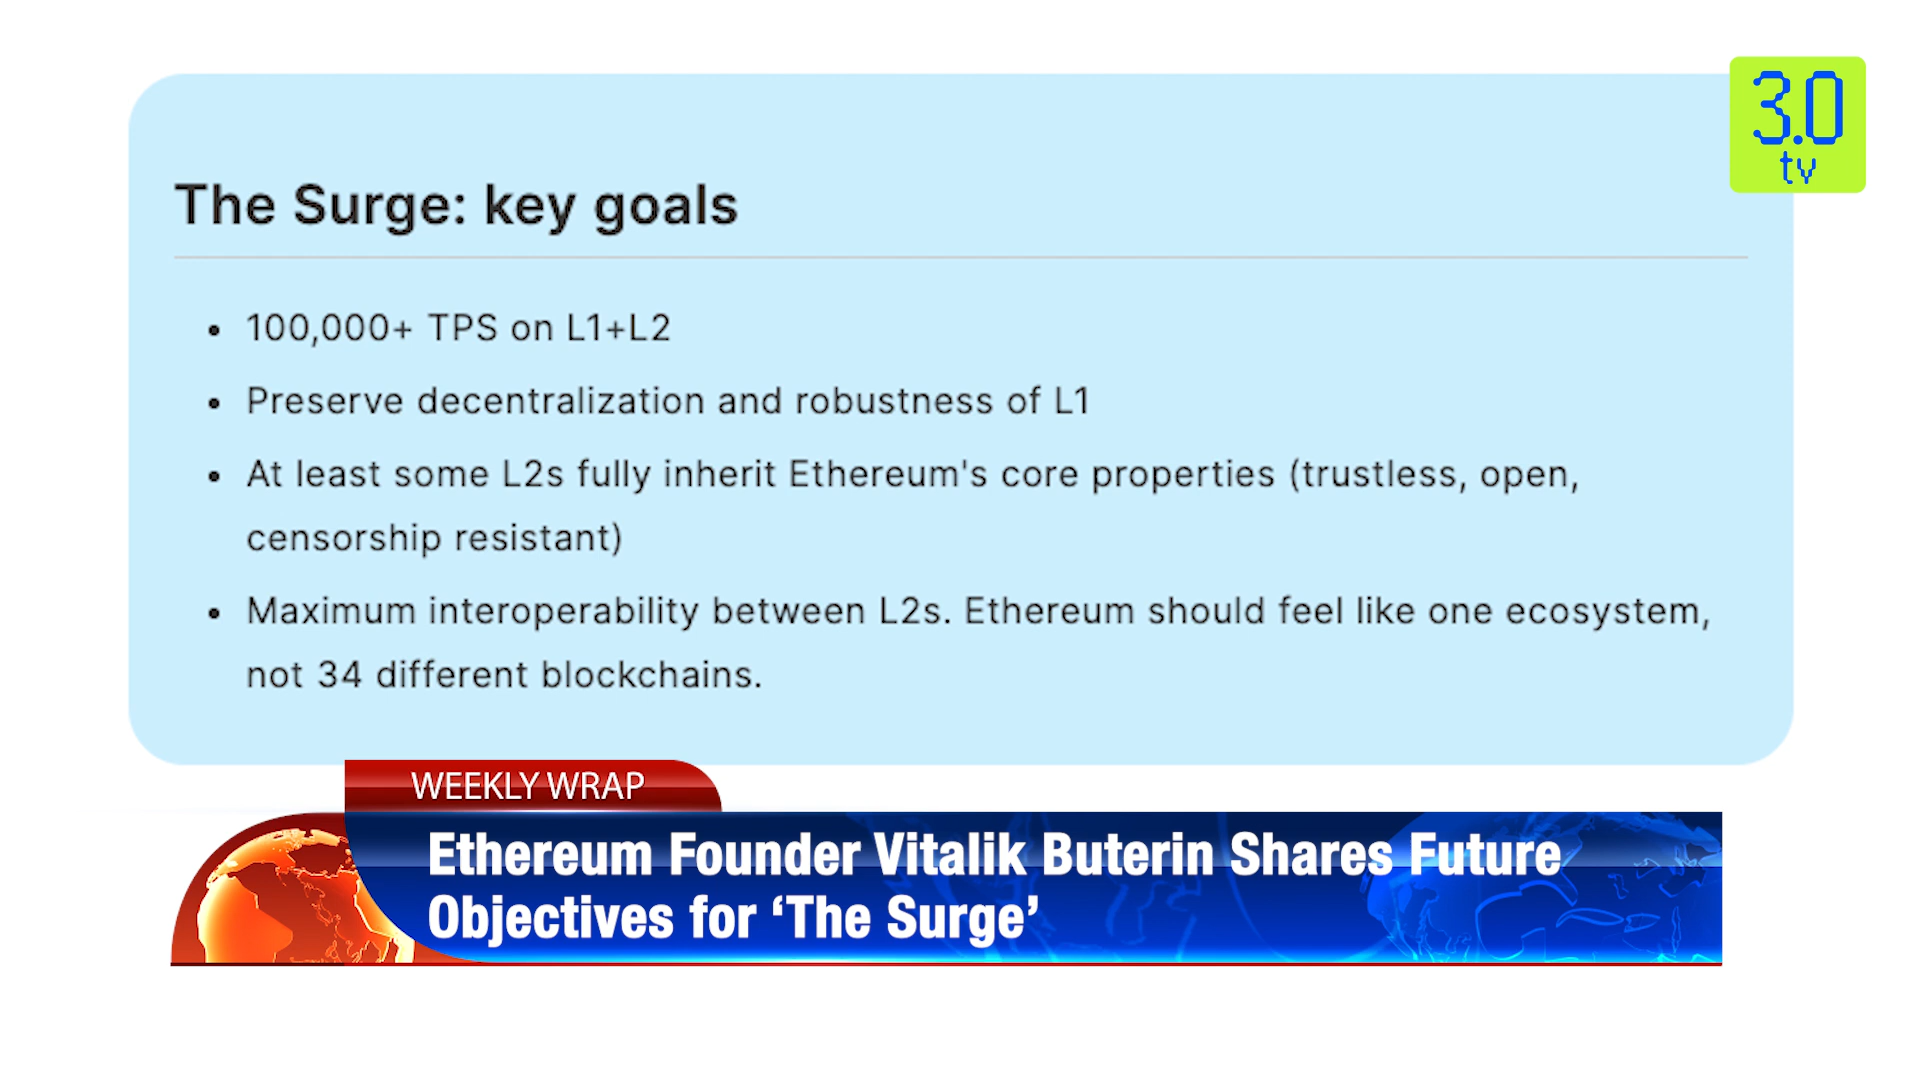 3.0
tv
The Surge: key goals
• 100,000+ TPS on L1+L2
• Preserve decentralization and robustness of L1
• At least some L2s fully inherit Ethereum's core properties (trustless, open,
censorship resistant)
• Maximum interoperability between L2s. Ethereum should feel like one ecosystem,
not 34 different blockchains.
WEEKLY WRAP
Ethereum Founder Vitalik Buterin Shares Future
Objectives for ‘The Surge’